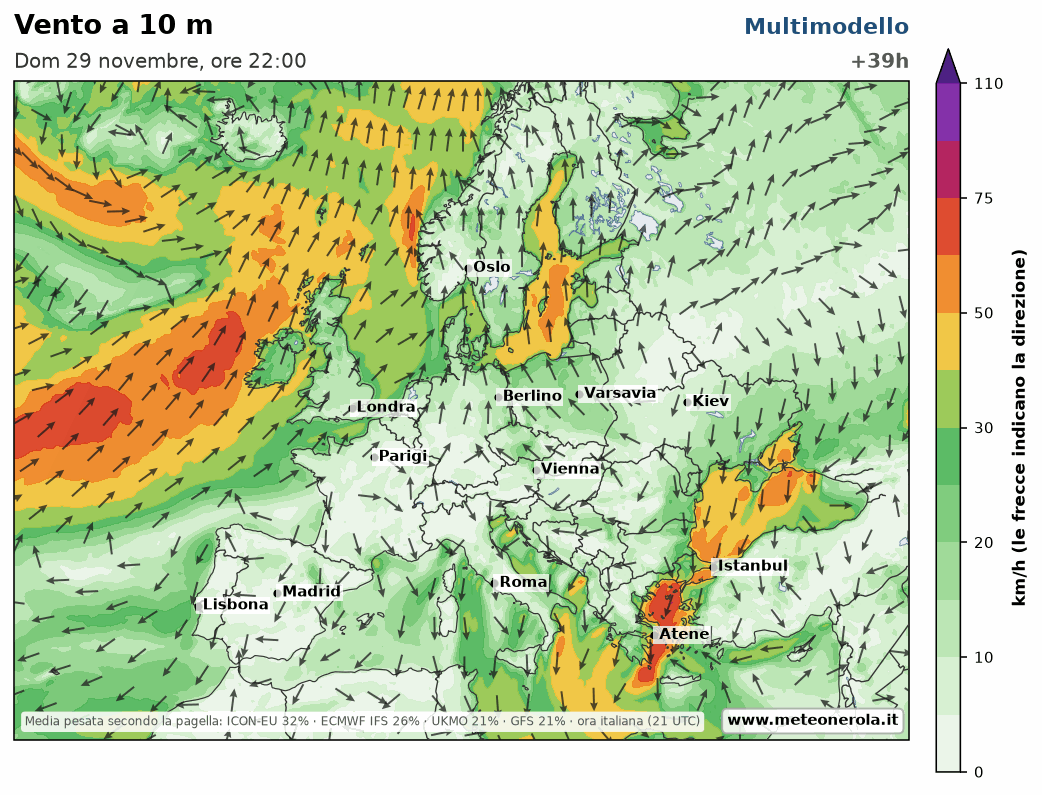 Vento a 10 m
Multimodello
Dom 29 novembre, ore 22:00
+39h
110
75
50
30
20
10
0
km/h (le frecce indicano la direzione)
Oslo
Berlino
Varsavia
Kiev
Londra
Parigi
Vienna
Istanbul
Roma
Madrid
Lisbona
Atene
Media pesata secondo la pagella: ICON-EU 32% · ECMWF IFS 26% · UKMO 21% · GFS 21% · ora italiana (21 UTC)
www.meteonerola.it